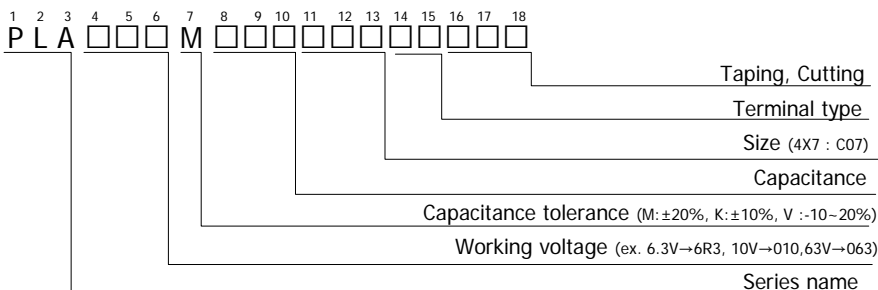 1 2 3 4 5 6 7 8 9 10 11 12 13 14 15 16 17 18
P L A □ □ □ M □ □ □ □ □ □ □ □ □ □ □
Taping, Cutting
Terminal type
Size (4X7 : C07)
Capacitance
Capacitance tolerance (M:±20%, K:±10%, V :-10~20%)
Working voltage (ex. 6.3V→6R3, 10V→010,63V→063)
Series name